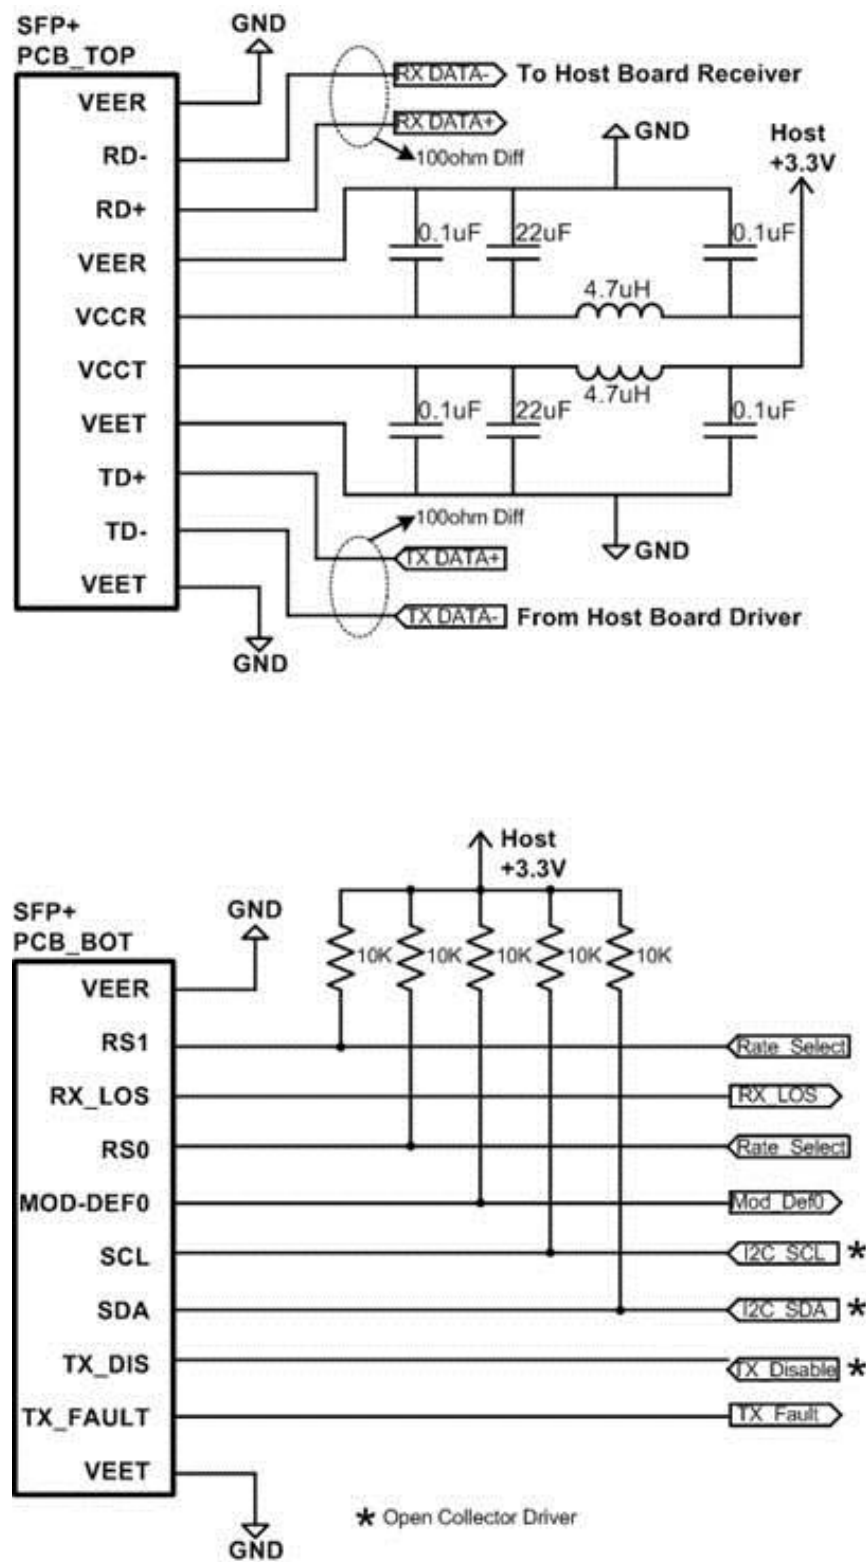 SFP+
PCB_TOP
GND
VEER
RX DATA- To Host Board Receiver
RD-
RX DATA+
100ohm Diff
GND
Host
+3.3V
RD+
0.1uF 22uF 0.1uF
VEER
4.7uH
VCCR
VCCT
4.7uH
VEET
0.1uF 22uF 0.1uF
TD+
100ohm Diff
TD-
TX DATA+
GND
VEET
TX DATA- From Host Board Driver
GND
Host
+3.3V
SFP+
PCB_BOT
GND
10K 10K 10K 10K 10K
VEER
RS1 Rate Select
RX_LOS RX_LOS
RS0 Rate Select
MOD-DEF0 Mod_Def0
SCL I2C_SCL *
SDA I2C_SDA *
TX_DIS TX_Disable *
TX_FAULT TX_Fault
VEET
* Open Collector Driver
GND